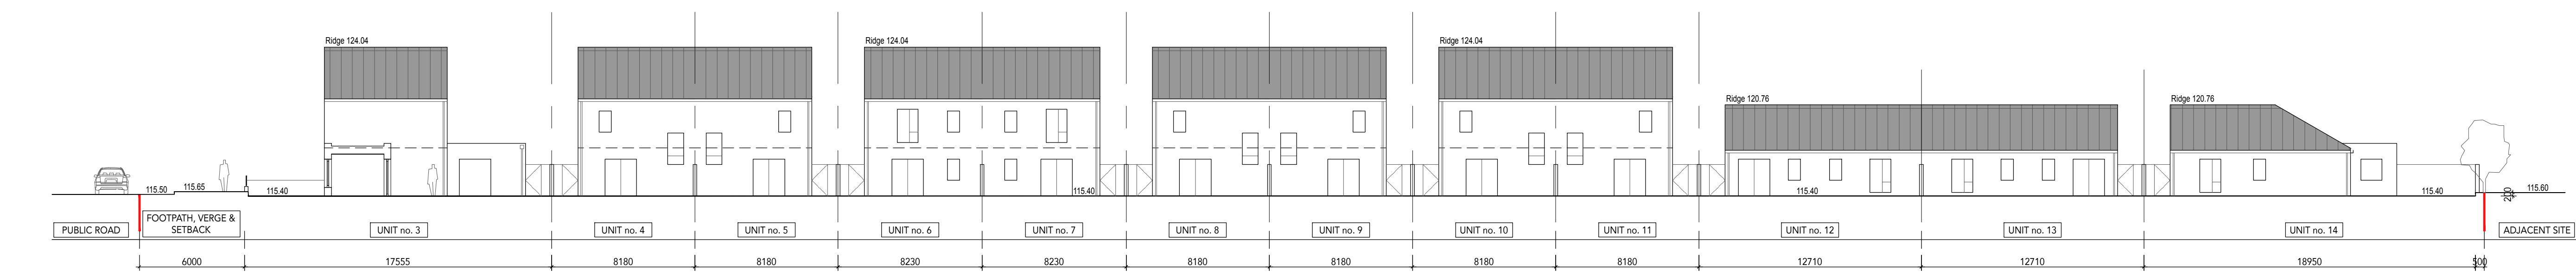 Ridge 124.04
Ridge 124.04
Ridge 124.04
Ridge 120.76
Ridge 120.76
115.50
115.65
115.40
115.40
115.40
115.40
200
115.60
PUBLIC ROAD
FOOTPATH, VERGE &
SETBACK
UNIT no. 3
UNIT no. 4
UNIT no. 5
UNIT no. 6
UNIT no. 7
UNIT no. 8
UNIT no. 9
UNIT no. 10
UNIT no. 11
UNIT no. 12
UNIT no. 13
UNIT no. 14
ADJACENT SITE
6000
17555
8180
8180
8230
8230
8180
8180
8180
8180
12710
12710
18950
500